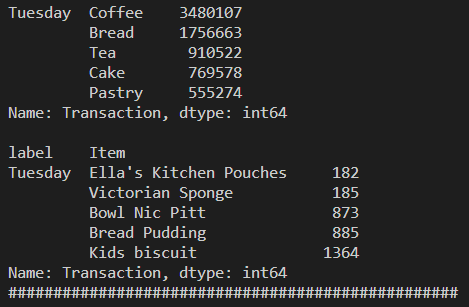 Tuesday  Coffee    3480107
         Bread     1756663
         Tea        910522
         Cake       769578
         Pastry     555274
Name: Transaction, dtype: int64

label    Item
Tuesday  Ella's Kitchen Pouches     182
         Victorian Sponge           185
         Bowl Nic Pitt              873
         Bread Pudding              885
         Kids biscuit              1364
Name: Transaction, dtype: int64
##################################################